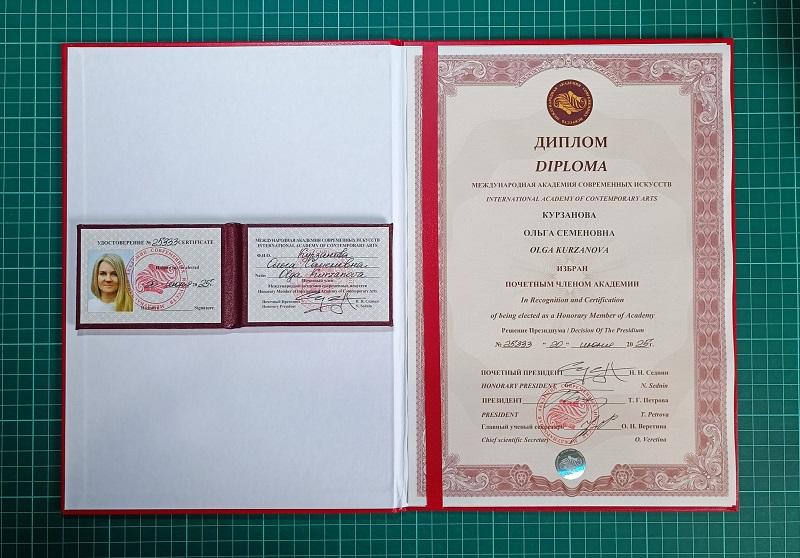 УДОСТОВЕРЕНИЕ № 25333 CERTIFICATE
Signature
МЕЖДУНАРОДНАЯ АКАДЕМИЯ СОВРЕМЕННЫХ ИСКУССТВ
INTERNATIONAL ACADEMY OF CONTEMPORARY ARTS
Ф.И.О. Курзанова
Ольга Семеновна
Name Olga Kurzanova
Почетный член
Международной академии современных искусств
Honorary Member of International Academy of Contemporary Arts
Почетный Президент Н. Н. Седнин
Honorary President N. Sednin
ДИПЛОМ
DIPLOMA
МЕЖДУНАРОДНАЯ АКАДЕМИЯ СОВРЕМЕННЫХ ИСКУССТВ
INTERNATIONAL ACADEMY OF CONTEMPORARY ARTS
КУРЗАНОВА
ОЛЬГА СЕМЕНОВНА
OLGA KURZANOVA
ИЗБРАН
ПОЧЕТНЫМ ЧЛЕНОМ АКАДЕМИИ
In Recognition and Certification
of being elected as a Honorary Member of Academy
Решение Президиума / Decision Of The Presidium
№ 25333 "20" июня 2025г.
ПОЧЕТНЫЙ ПРЕЗИДЕНТ Н. Н. Седнин
HONORARY PRESIDENT N. Sednin
ПРЕЗИДЕНТ Т. Г. Петрова
PRESIDENT T. Petrova
Главный ученый секретарь О. Н. Веретина
Chief scientific Secretary O. Veretina